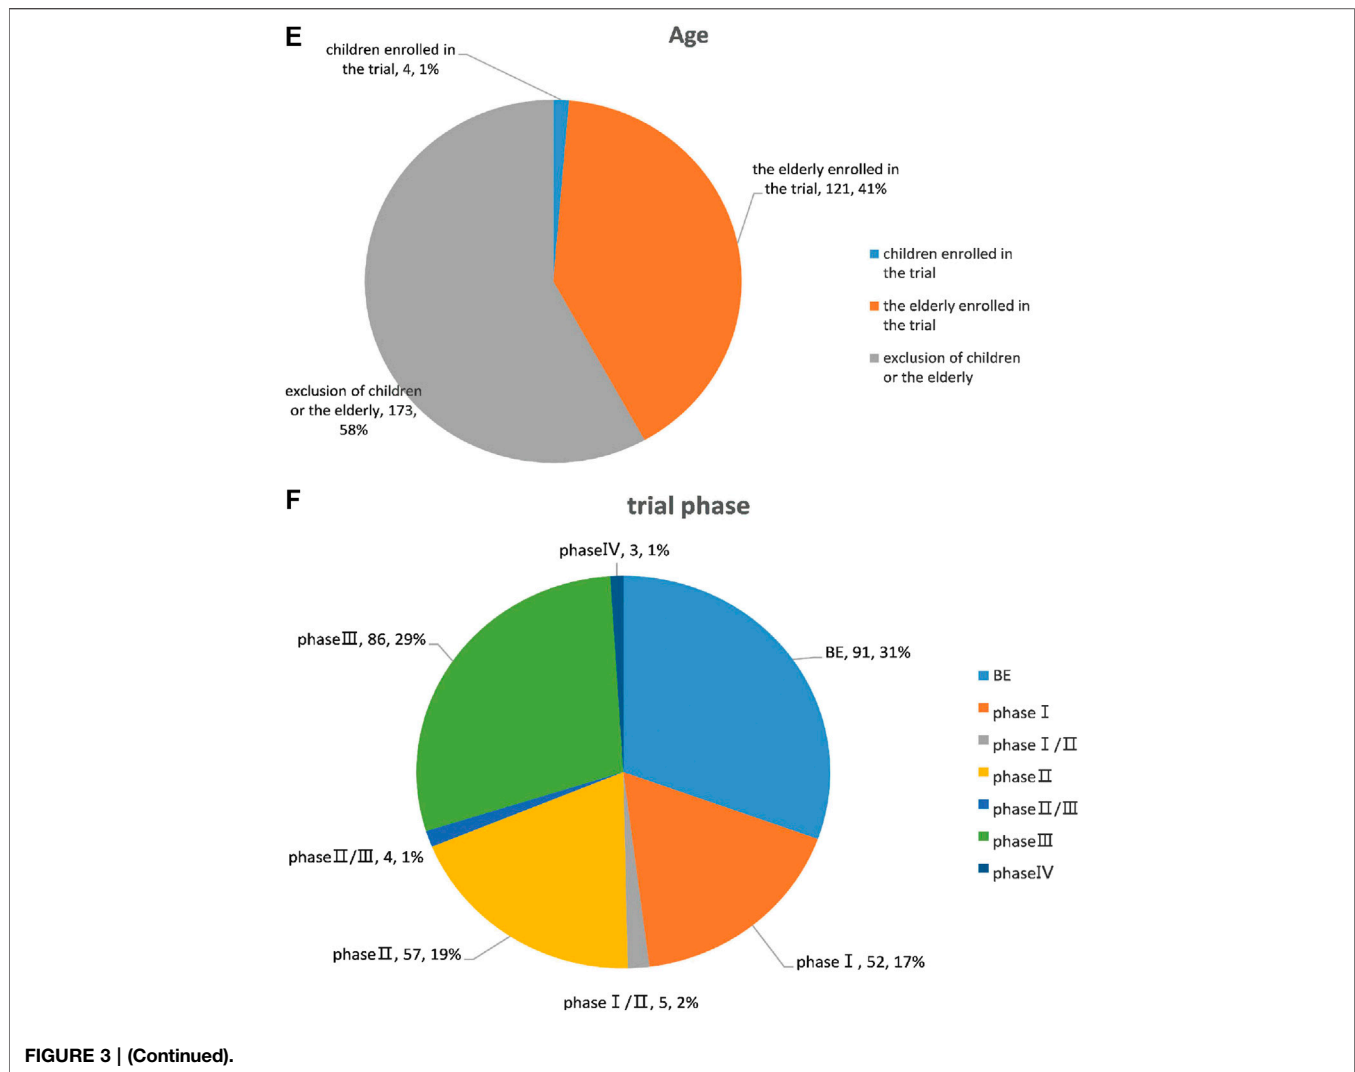 E
Age
children enrolled in
the trial, 4, 1%
the elderly enrolled in
the trial, 121, 41%
children enrolled in
the trial
the elderly enrolled in
the trial
exclusion of children
or the elderly
exclusion of children
or the elderly, 173,
58%
F
trial phase
phaseⅣ, 3, 1%
phaseⅢ, 86, 29%
BE, 91, 31%
BE
phase Ⅰ
phase Ⅰ/Ⅱ
phaseⅡ
phaseⅡ/Ⅲ
phaseⅢ
phaseⅣ
phaseⅡ/Ⅲ, 4, 1%
phaseⅡ, 57, 19%
phase Ⅰ, 52, 17%
phase Ⅰ/Ⅱ, 5, 2%
FIGURE 3 | (Continued).